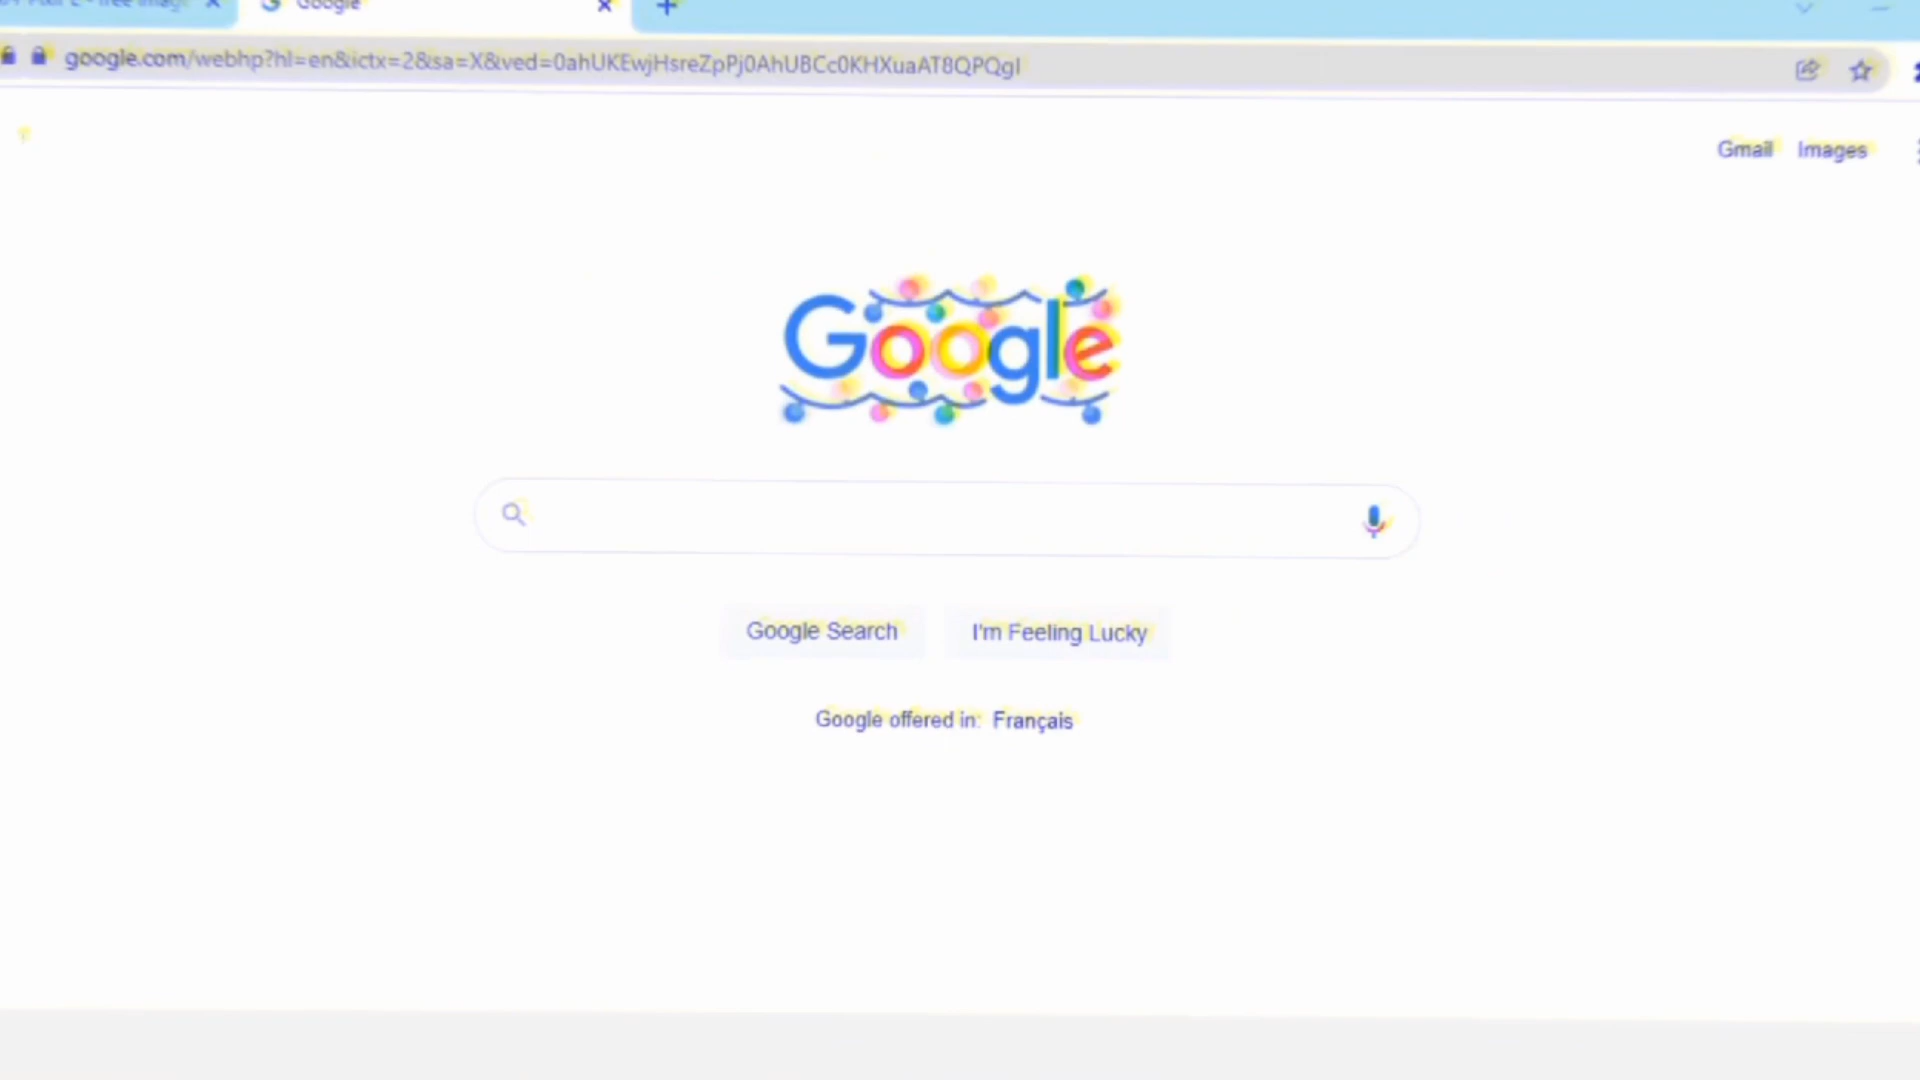 Google
google.com/webhp?hl=en&ictx=2&sa=X&ved=0ahUKEwjHsreZpPj0AhUBCc0KHXuaAT8QPQgI
Gmail Images
Google
Google Search I'm Feeling Lucky
Google offered in: Français